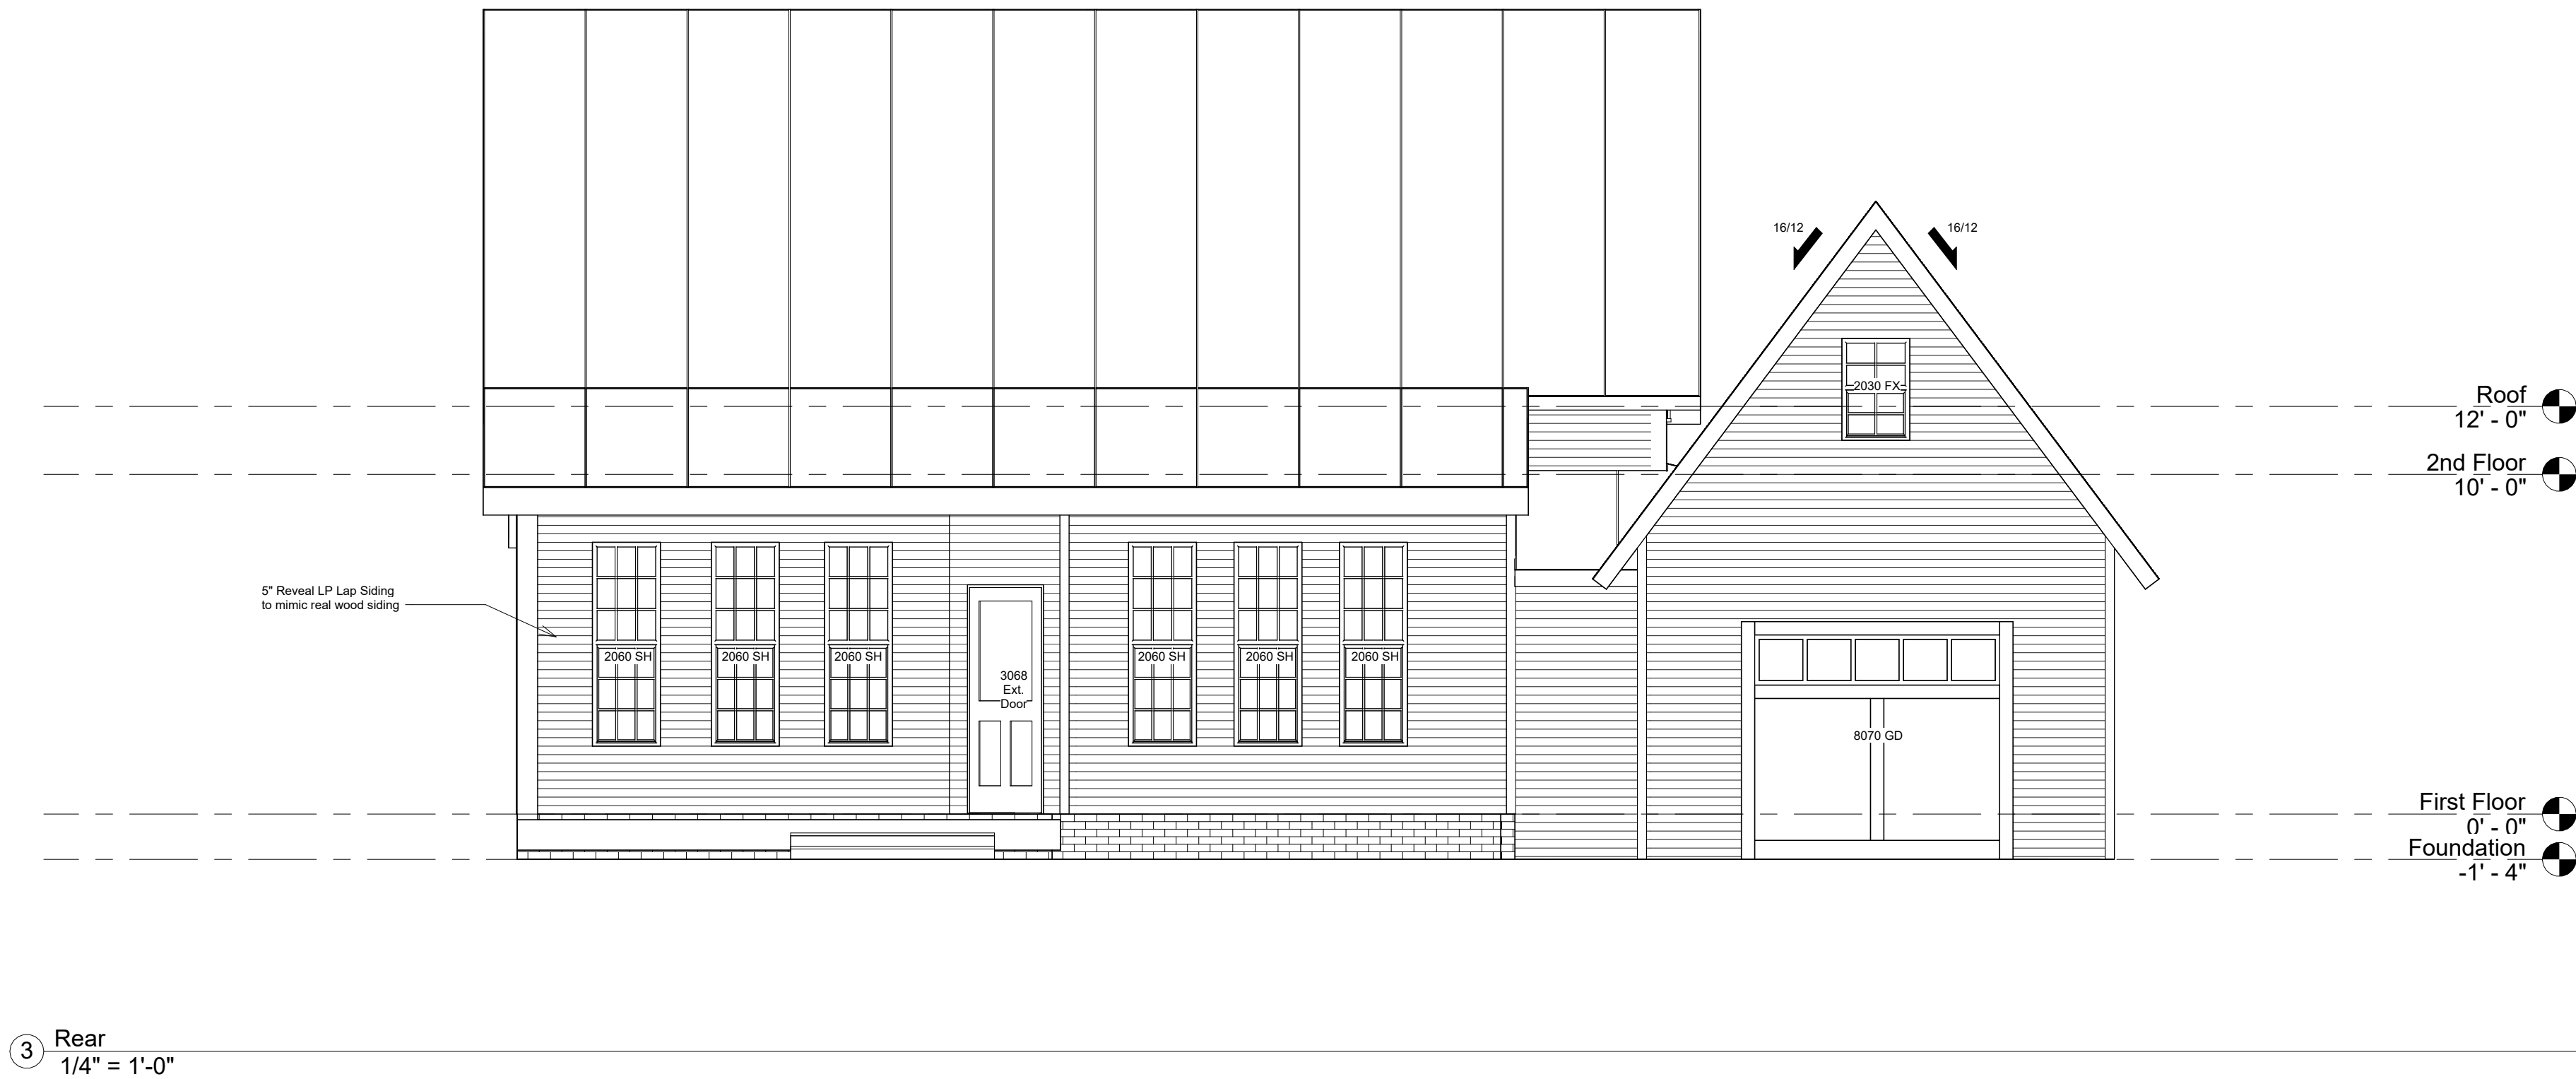 16/12
16/12
2030 FX
Roof
12' - 0"
2nd Floor
10' - 0"
5" Reveal LP Lap Siding
to mimic real wood siding
2060 SH
2060 SH
2060 SH
3068
Ext.
Door
2060 SH
2060 SH
2060 SH
8070 GD
First Floor
0' - 0"
Foundation
-1' - 4"
3
Rear
1/4" = 1'-0"